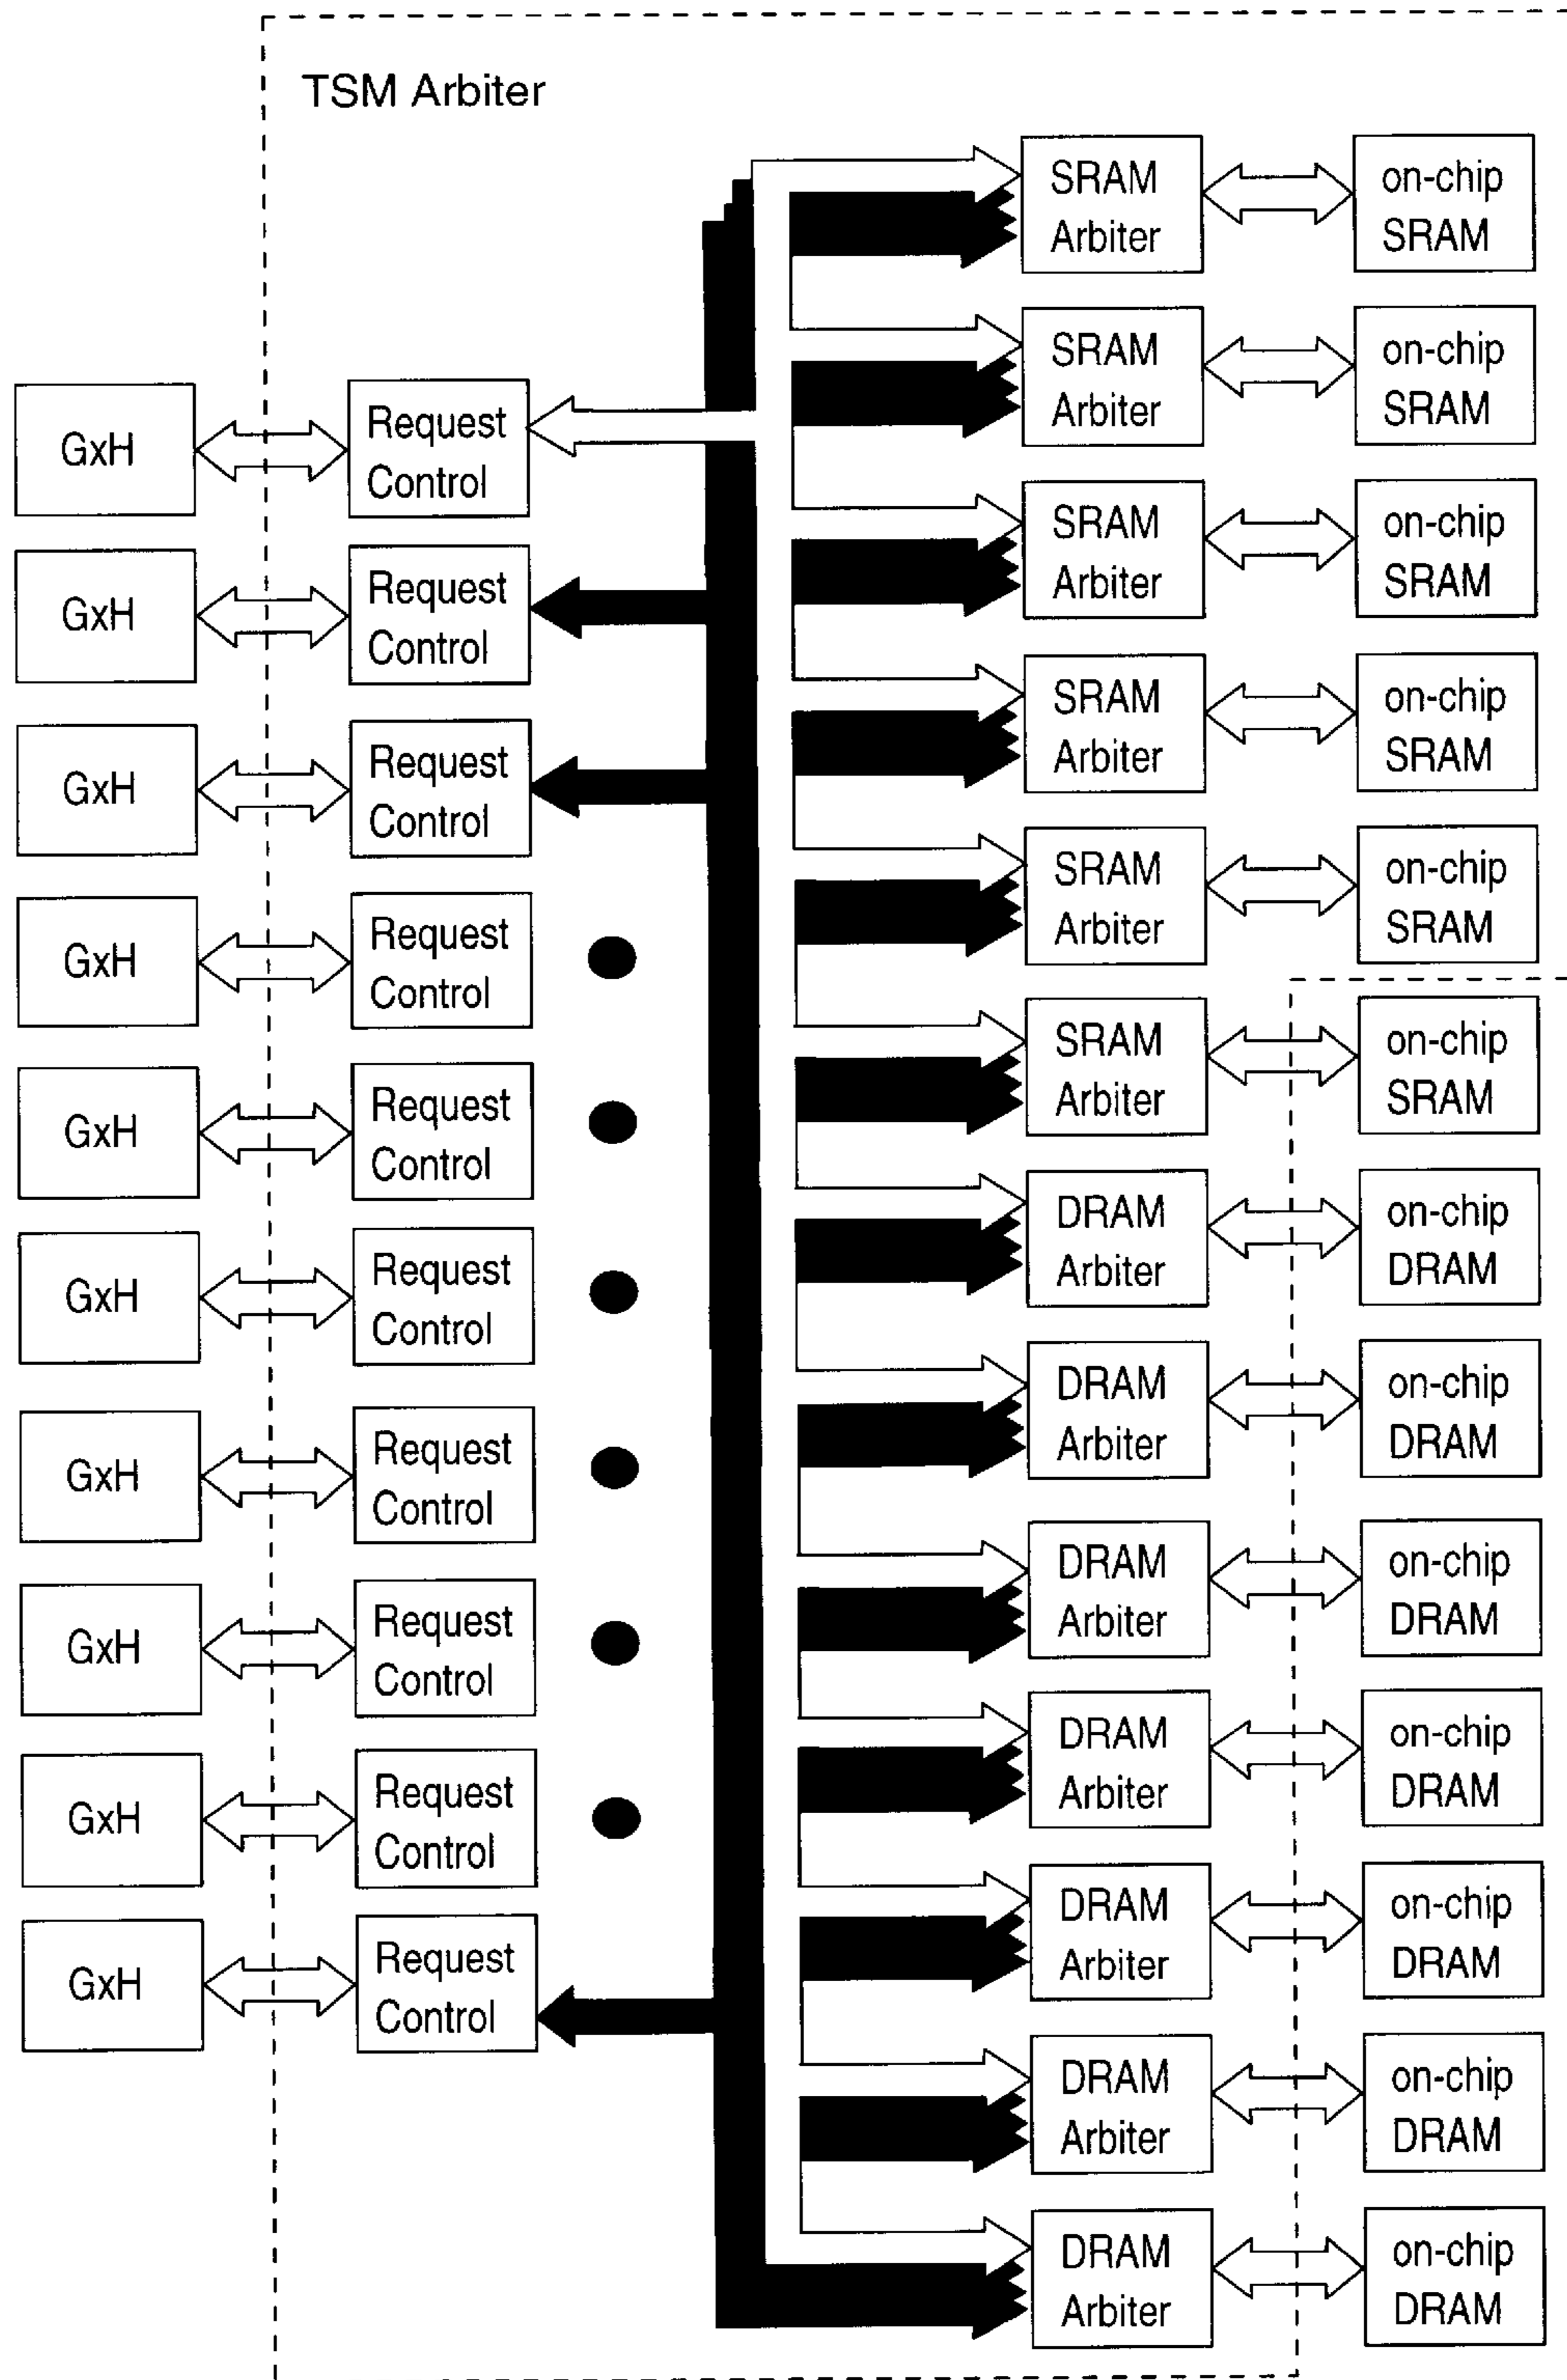 TSM Arbiter
GxH
GxH
GxH
GxH
GxH
GxH
GxH
GxH
GxH
GxH
Request
Control
Request
Control
Request
Control
Request
Control
Request
Control
Request
Control
Request
Control
Request
Control
Request
Control
Request
Control
SRAM
Arbiter
SRAM
Arbiter
SRAM
Arbiter
SRAM
Arbiter
SRAM
Arbiter
SRAM
Arbiter
DRAM
Arbiter
DRAM
Arbiter
DRAM
Arbiter
DRAM
Arbiter
DRAM
Arbiter
DRAM
Arbiter
DRAM
Arbiter
on-chip
SRAM
on-chip
SRAM
on-chip
SRAM
on-chip
SRAM
on-chip
SRAM
on-chip
SRAM
on-chip
DRAM
on-chip
DRAM
on-chip
DRAM
on-chip
DRAM
on-chip
DRAM
on-chip
DRAM
on-chip
DRAM